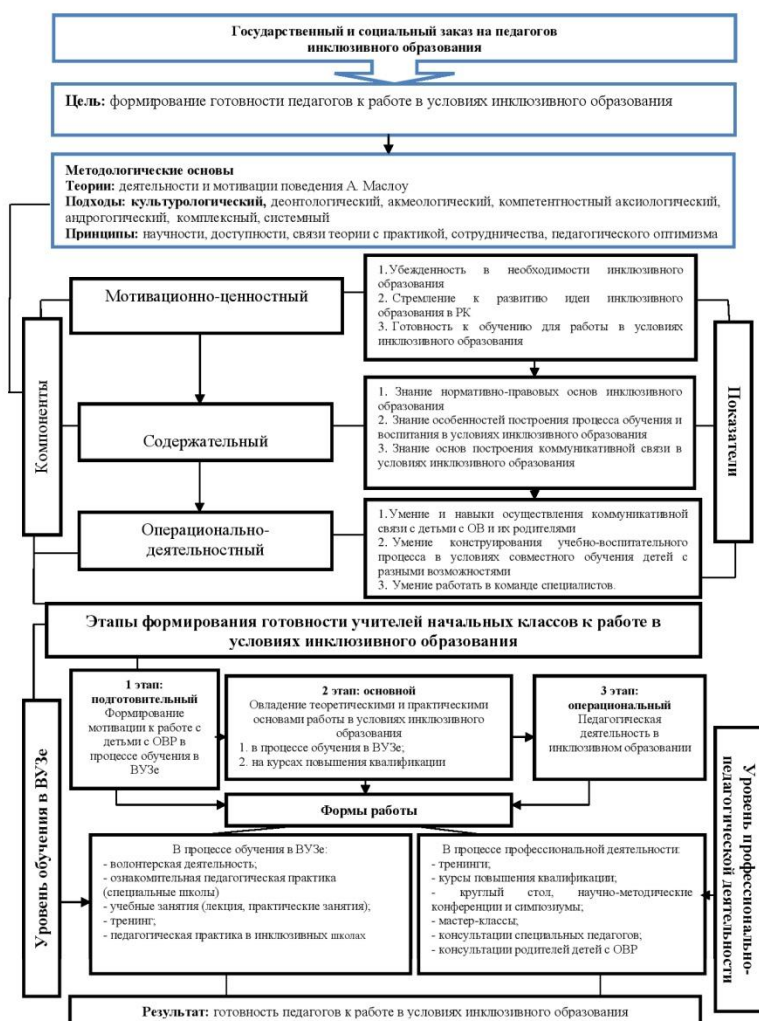 Государственный и социальный заказ на педагогов
инклюзивного образования
Цель: формирование готовности педагогов к работе в условиях инклюзивного образования
Методологические основы
Теории: деятельности и мотивации поведения А. Маслоу
Подходы: культурологический, деонтологический, акмеологический, компетентностный аксиологический,
андрогогический, комплексный, системный
Принципы: научности, доступности, связи теории с практикой, сотрудничества, педагогического оптимизма
Компоненты
Мотивационно-ценностный
1.Убежденность в необходимости инклюзивного
образования
2. Стремление к развитию идеи инклюзивного
образования в РК
3. Готовность к обучению для работы в условиях
инклюзивного образования
Показатели
Содержательный
1. Знание нормативно-правовых основ инклюзивного
образования
2. Знание особенностей построения процесса обучения и
воспитания в условиях инклюзивного образования
3. Знание основ построения коммуникативной связи в
условиях инклюзивного образования
Операционально-
деятельностный
1.Умение и навыки осуществления коммуникативной
связи с детьми с ОВ и их родителями
2. Умение конструирования учебно-воспитательного
процесса в условиях совместного обучения детей с
разными возможностями
3. Умение работать в команде специалистов.
Этапы формирования готовности учителей начальных классов к работе в
условиях инклюзивного образования
1 этап:
подготовительный
Формирование
мотивации к работе с
детьми с ОВР в
процессе обучения в
ВУЗе
2 этап: основной
Овладение теоретическими и практическими
основами работы в условиях инклюзивного
образования
1. в процессе обучения в ВУЗе;
2. на курсах повышения квалификации
3 этап:
операциональный
Педагогическая
деятельность в
инклюзивном образовании
Формы работы
Уровень обучения в ВУЗе
В процессе обучения в ВУЗе:
- волонтерская деятельность;
- ознакомительная педагогическая практика
(специальные школы)
- учебные занятия (лекция, практические занятия);
- тренинг;
- педагогическая практика в инклюзивных школах
В процессе профессиональной деятельности:
- тренинги;
- курсы повышения квалификации;
- круглый стол, научно-методические
конференции и симпозиумы;
- мастер-классы;
- консультации специальных педагогов;
- консультации родителей детей с ОВР
Уровень профессионально-
педагогической деятельности
Результат: готовность педагогов к работе в условиях инклюзивного образования